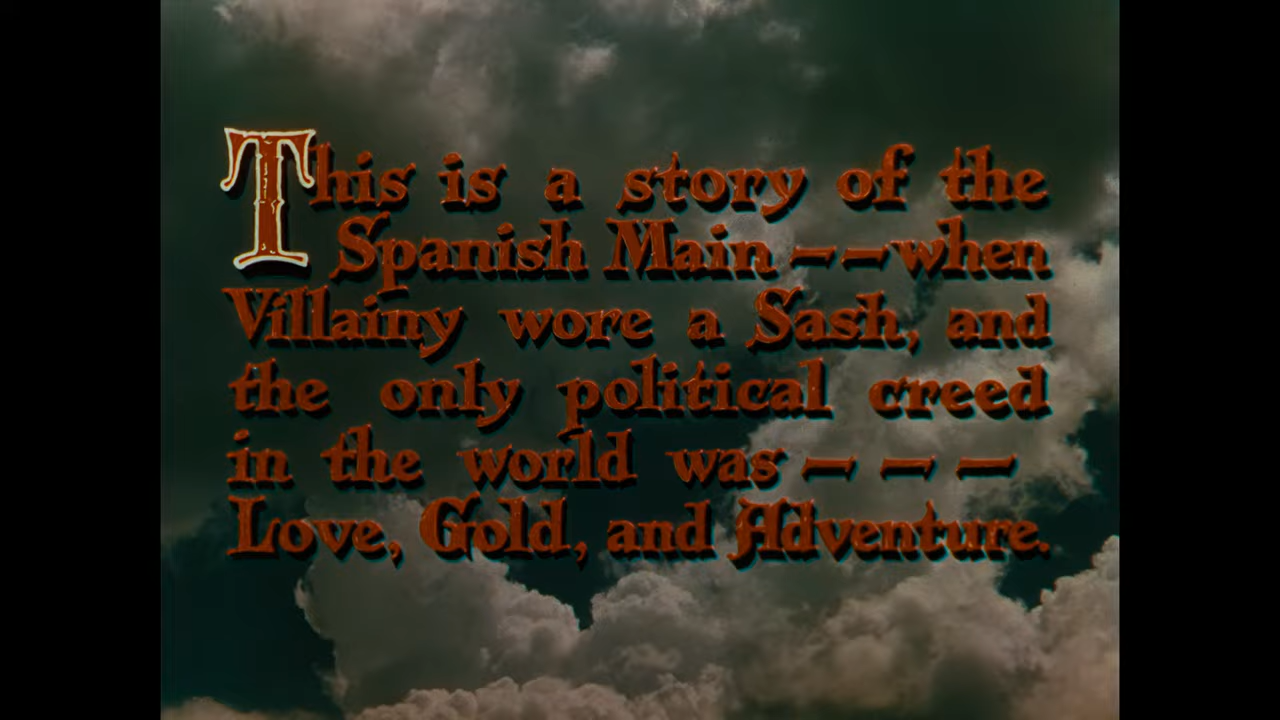 This is a story of the
Spanish Main -- when
Villainy wore a Sash, and
the only political creed
in the world was - - -
Love, Gold, and Adventure.